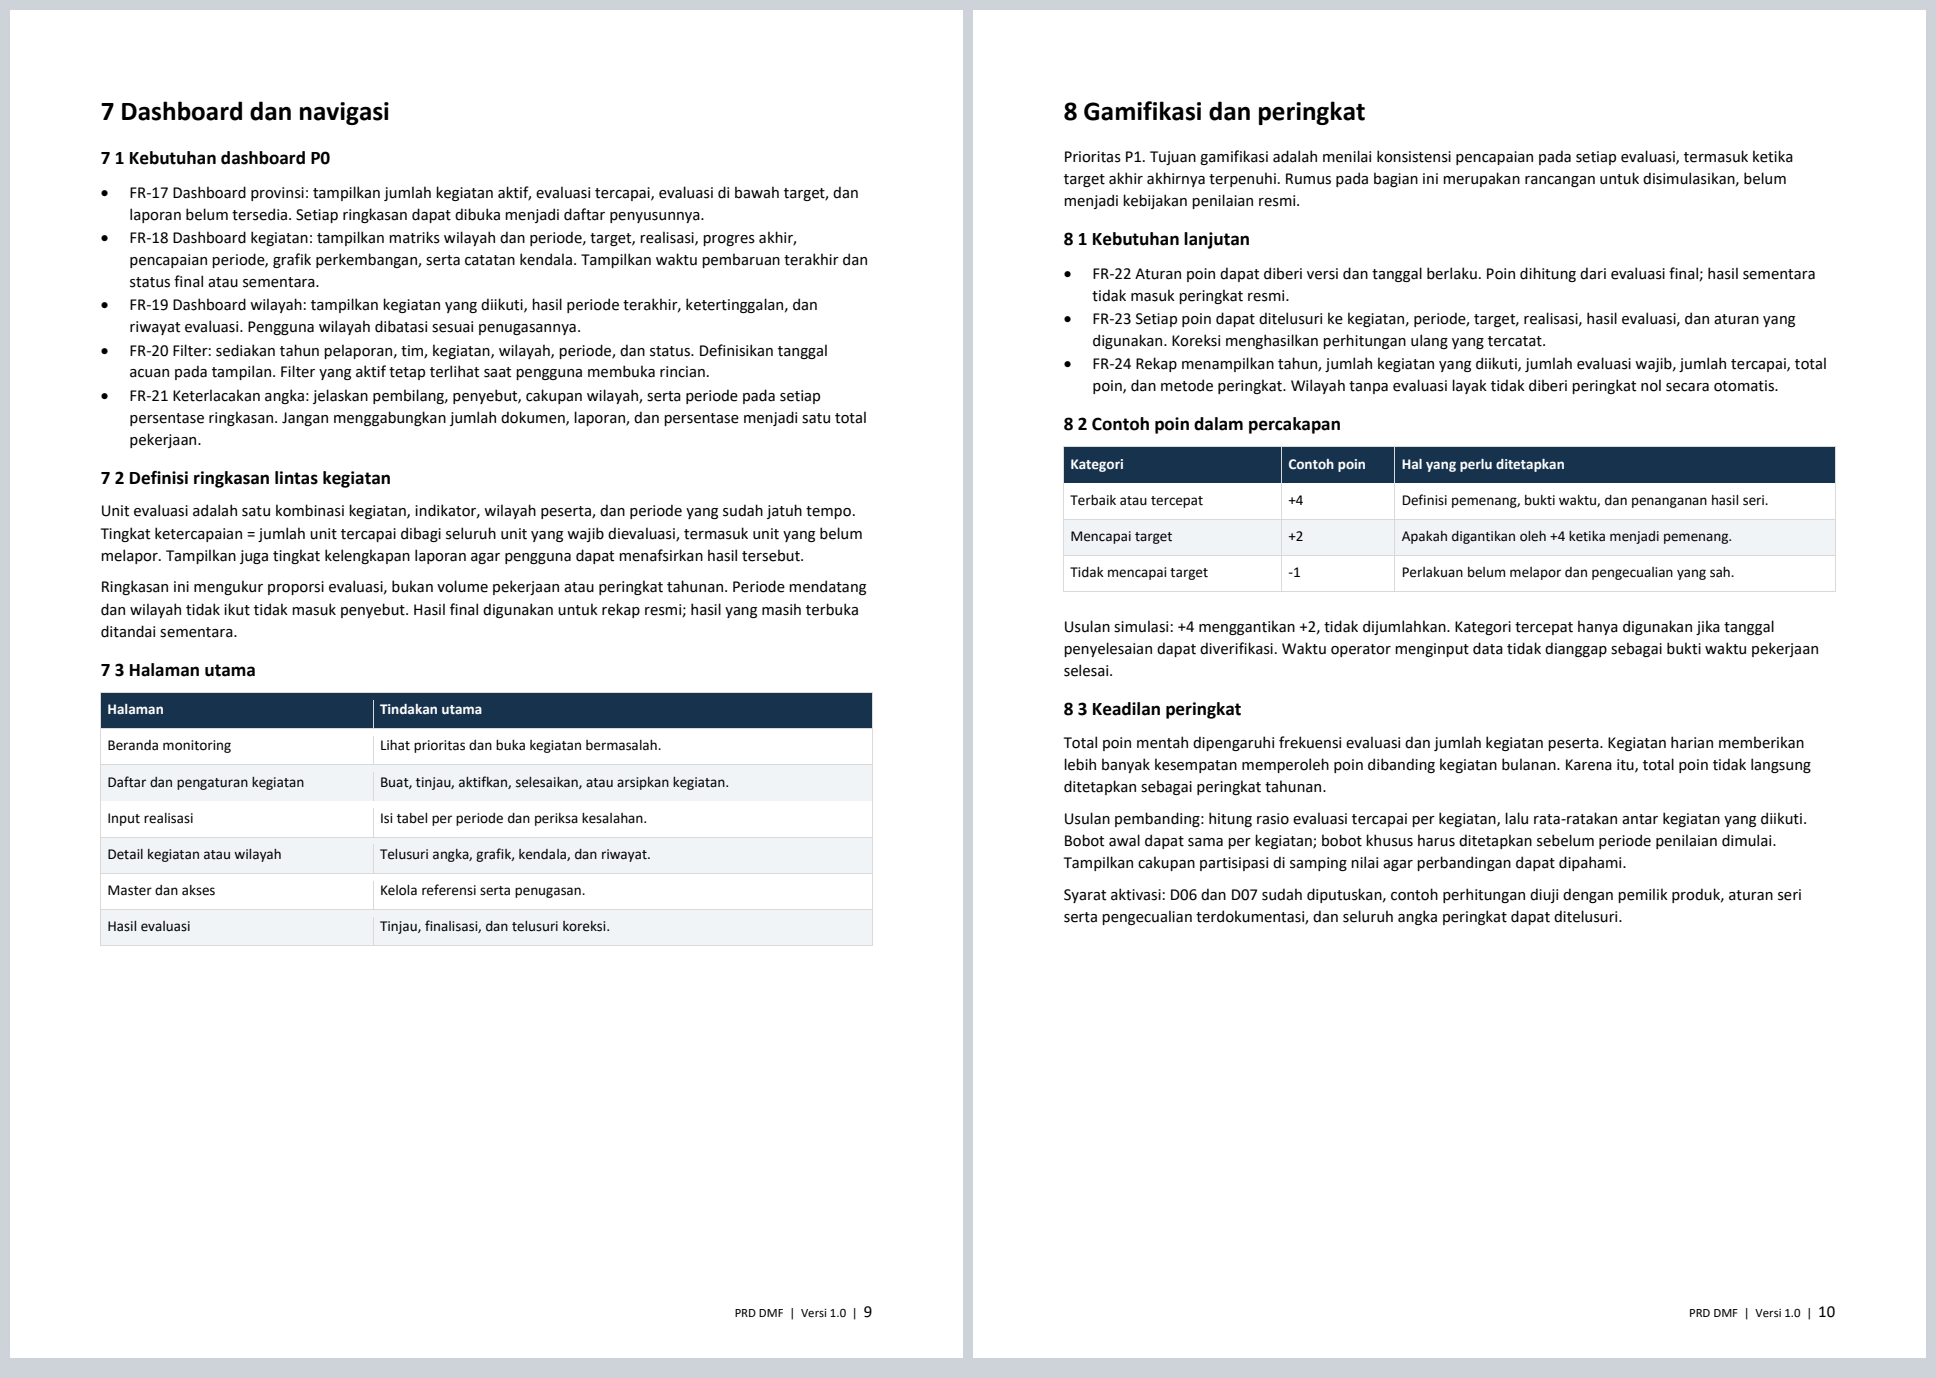 7 Dashboard dan navigasi
7 1 Kebutuhan dashboard P0
• FR-17 Dashboard provinsi: tampilkan jumlah kegiatan aktif, evaluasi tercapai, evaluasi di bawah target, dan
laporan belum tersedia. Setiap ringkasan dapat dibuka menjadi daftar penyusunnya.
• FR-18 Dashboard kegiatan: tampilkan matriks wilayah dan periode, target, realisasi, progres akhir,
pencapaian periode, grafik perkembangan, serta catatan kendala. Tampilkan waktu pembaruan terakhir dan
status final atau sementara.
• FR-19 Dashboard wilayah: tampilkan kegiatan yang diikuti, hasil periode terakhir, ketertinggalan, dan
riwayat evaluasi. Pengguna wilayah dibatasi sesuai penugasannya.
• FR-20 Filter: sediakan tahun pelaporan, tim, kegiatan, wilayah, periode, dan status. Definisikan tanggal
acuan pada tampilan. Filter yang aktif tetap terlihat saat pengguna membuka rincian.
• FR-21 Keterlacakan angka: jelaskan pembilang, penyebut, cakupan wilayah, serta periode pada setiap
persentase ringkasan. Jangan menggabungkan jumlah dokumen, laporan, dan persentase menjadi satu total
pekerjaan.
7 2 Definisi ringkasan lintas kegiatan
Unit evaluasi adalah satu kombinasi kegiatan, indikator, wilayah peserta, dan periode yang sudah jatuh tempo.
Tingkat ketercapaian = jumlah unit tercapai dibagi seluruh unit yang wajib dievaluasi, termasuk unit yang belum
melapor. Tampilkan juga tingkat kelengkapan laporan agar pengguna dapat menafsirkan hasil tersebut.
Ringkasan ini mengukur proporsi evaluasi, bukan volume pekerjaan atau peringkat tahunan. Periode mendatang
dan wilayah tidak ikut tidak masuk penyebut. Hasil final digunakan untuk rekap resmi; hasil yang masih terbuka
ditandai sementara.
7 3 Halaman utama
Halaman Tindakan utama
Beranda monitoring Lihat prioritas dan buka kegiatan bermasalah.
Daftar dan pengaturan kegiatan Buat, tinjau, aktifkan, selesaikan, atau arsipkan kegiatan.
Input realisasi Isi tabel per periode dan periksa kesalahan.
Detail kegiatan atau wilayah Telusuri angka, grafik, kendala, dan riwayat.
Master dan akses Kelola referensi serta penugasan.
Hasil evaluasi Tinjau, finalisasi, dan telusuri koreksi.
PRD DMF | Versi 1.0 | 9
8 Gamifikasi dan peringkat
Prioritas P1. Tujuan gamifikasi adalah menilai konsistensi pencapaian pada setiap evaluasi, termasuk ketika
target akhir akhirnya terpenuhi. Rumus pada bagian ini merupakan rancangan untuk disimulasikan, belum
menjadi kebijakan penilaian resmi.
8 1 Kebutuhan lanjutan
• FR-22 Aturan poin dapat diberi versi dan tanggal berlaku. Poin dihitung dari evaluasi final; hasil sementara
tidak masuk peringkat resmi.
• FR-23 Setiap poin dapat ditelusuri ke kegiatan, periode, target, realisasi, hasil evaluasi, dan aturan yang
digunakan. Koreksi menghasilkan perhitungan ulang yang tercatat.
• FR-24 Rekap menampilkan tahun, jumlah kegiatan yang diikuti, jumlah evaluasi wajib, jumlah tercapai, total
poin, dan metode peringkat. Wilayah tanpa evaluasi layak tidak diberi peringkat nol secara otomatis.
8 2 Contoh poin dalam percakapan
Kategori Contoh poin Hal yang perlu ditetapkan
Terbaik atau tercepat +4 Definisi pemenang, bukti waktu, dan penanganan hasil seri.
Mencapai target +2 Apakah digantikan oleh +4 ketika menjadi pemenang.
Tidak mencapai target -1 Perlakuan belum melapor dan pengecualian yang sah.
Usulan simulasi: +4 menggantikan +2, tidak dijumlahkan. Kategori tercepat hanya digunakan jika tanggal
penyelesaian dapat diverifikasi. Waktu operator menginput data tidak dianggap sebagai bukti waktu pekerjaan
selesai.
8 3 Keadilan peringkat
Total poin mentah dipengaruhi frekuensi evaluasi dan jumlah kegiatan peserta. Kegiatan harian memberikan
lebih banyak kesempatan memperoleh poin dibanding kegiatan bulanan. Karena itu, total poin tidak langsung
ditetapkan sebagai peringkat tahunan.
Usulan pembanding: hitung rasio evaluasi tercapai per kegiatan, lalu rata-ratakan antar kegiatan yang diikuti.
Bobot awal dapat sama per kegiatan; bobot khusus harus ditetapkan sebelum periode penilaian dimulai.
Tampilkan cakupan partisipasi di samping nilai agar perbandingan dapat dipahami.
Syarat aktivasi: D06 dan D07 sudah diputuskan, contoh perhitungan diuji dengan pemilik produk, aturan seri
serta pengecualian terdokumentasi, dan seluruh angka peringkat dapat ditelusuri.
PRD DMF | Versi 1.0 | 10